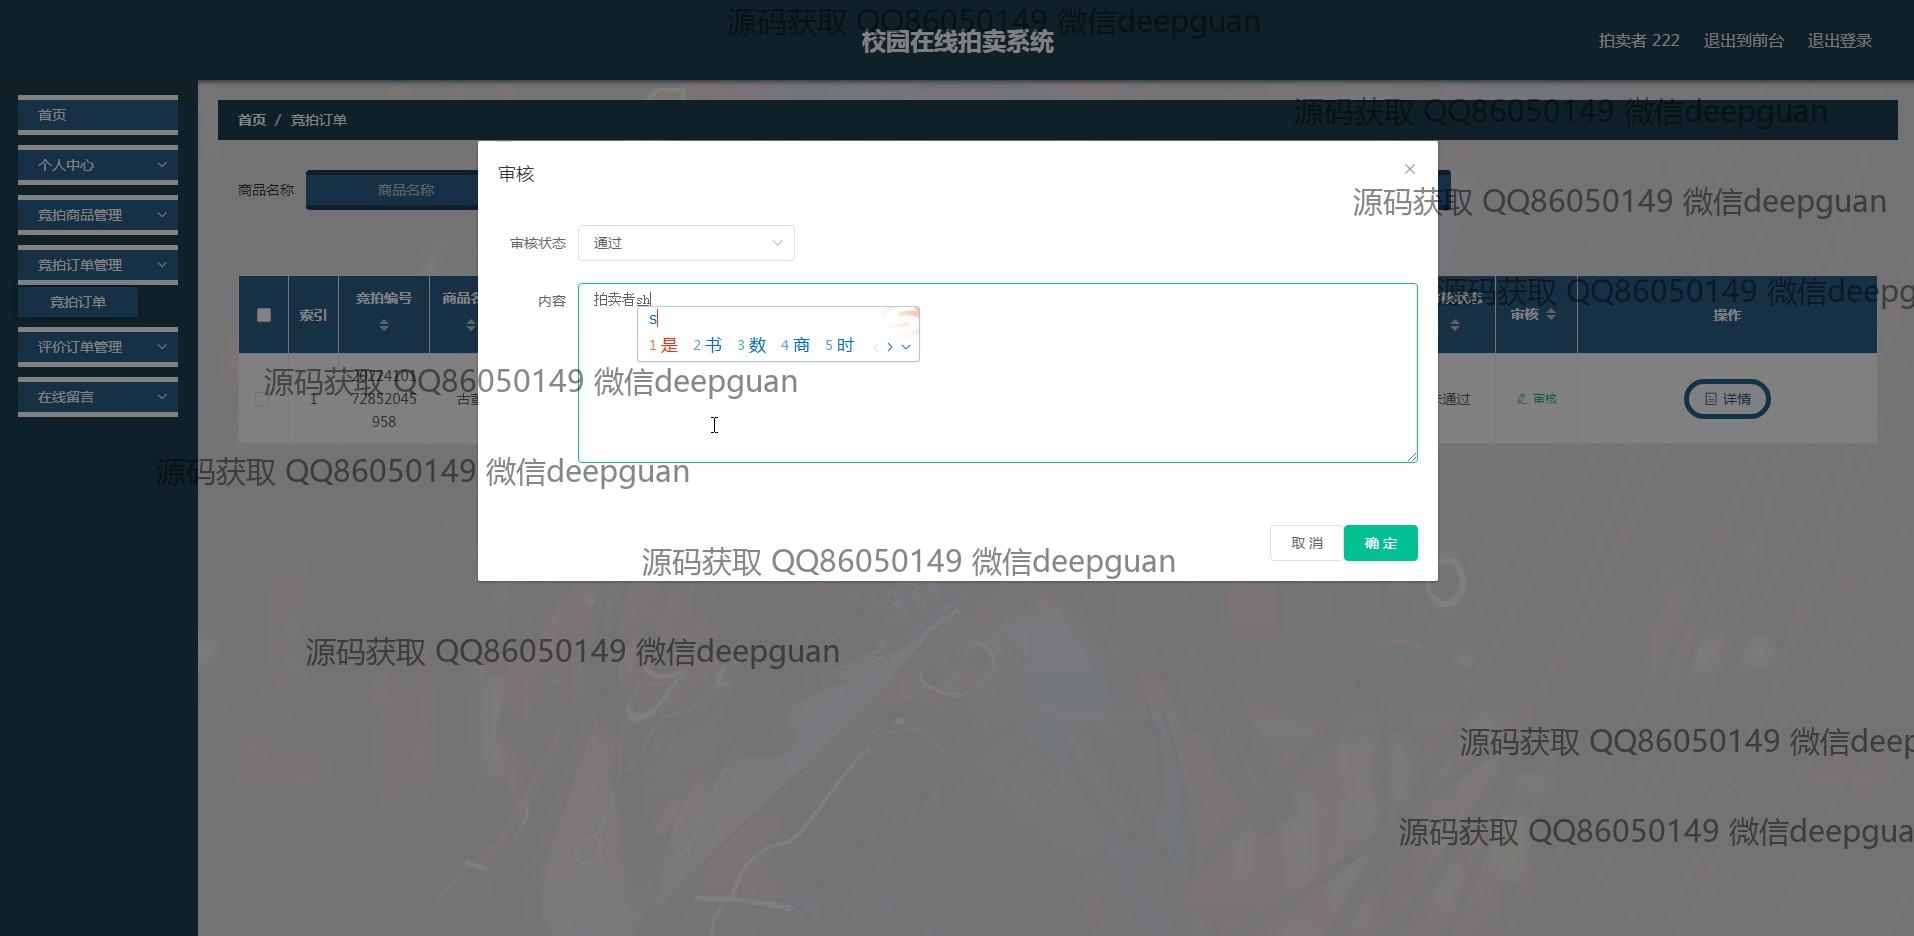 源码获取 QQ86050149 微信deepguan
校园在线拍卖系统
拍卖者 222 退出到前台 退出登录
首页
个人中心
竞拍商品管理
竞拍订单管理
竞拍订单
评价订单管理
在线留言
首页 / 竞拍订单
源码获取 QQ86050149 微信deepguan
商品名称 商品名称
源码获取 QQ86050149 微信deepguan
审核
审核状态 通过
内容 拍卖者sh
s
1 是 2 书 3 数 4 商 5 时
取消 确定
索引 竞拍编号 商品名 核状态 审核 操作
源码获取 QQ86050149 微信deepg
1
20224101
72852045
958
古董
未通过 审核 详情
源码获取 QQ86050149 微信deepguan
源码获取 QQ86050149 微信deepguan
源码获取 QQ86050149 微信deepguan
源码获取 QQ86050149 微信deepguan
源码获取 QQ86050149 微信deep
源码获取 QQ86050149 微信deepgua